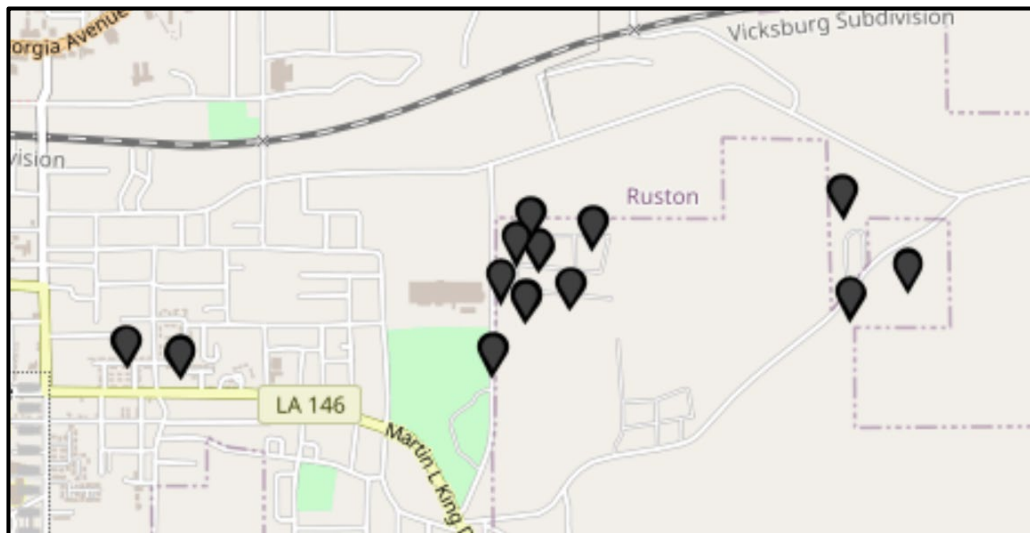 orgia Avenue
Vicksburg Subdivision
vision
Ruston
LA 146
Martin L King D